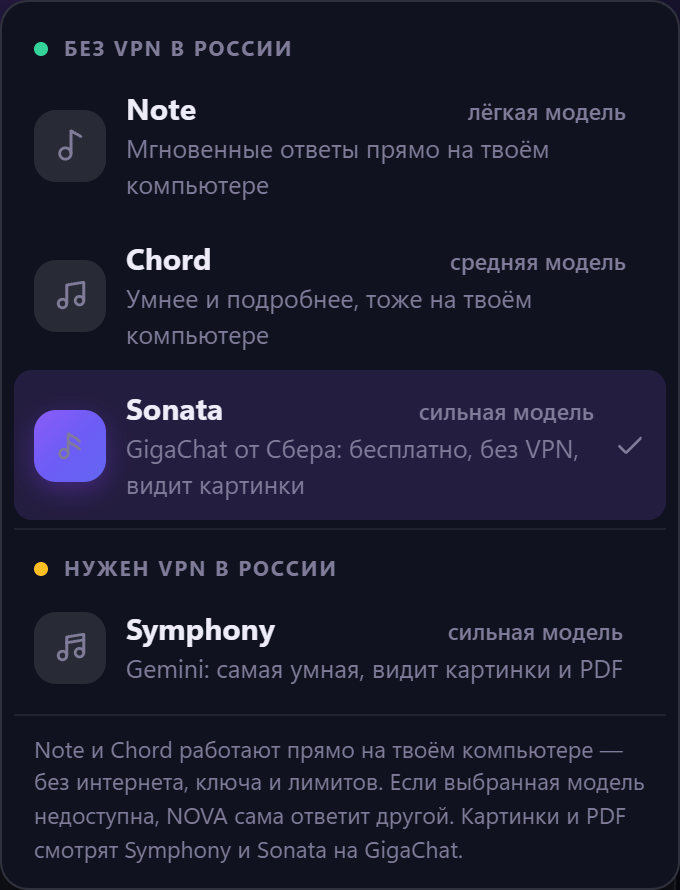 БЕЗ VPN В РОССИИ
Note
лёгкая модель
Мгновенные ответы прямо на твоём
компьютере
Chord
средняя модель
Умнее и подробнее, тоже на твоём
компьютере
Sonata
сильная модель
GigaChat от Сбера: бесплатно, без VPN,
видит картинки
НУЖЕН VPN В РОССИИ
Symphony
сильная модель
Gemini: самая умная, видит картинки и PDF
Note и Chord работают прямо на твоём компьютере —
без интернета, ключа и лимитов. Если выбранная модель
недоступна, NOVA сама ответит другой. Картинки и PDF
смотрят Symphony и Sonata на GigaChat.